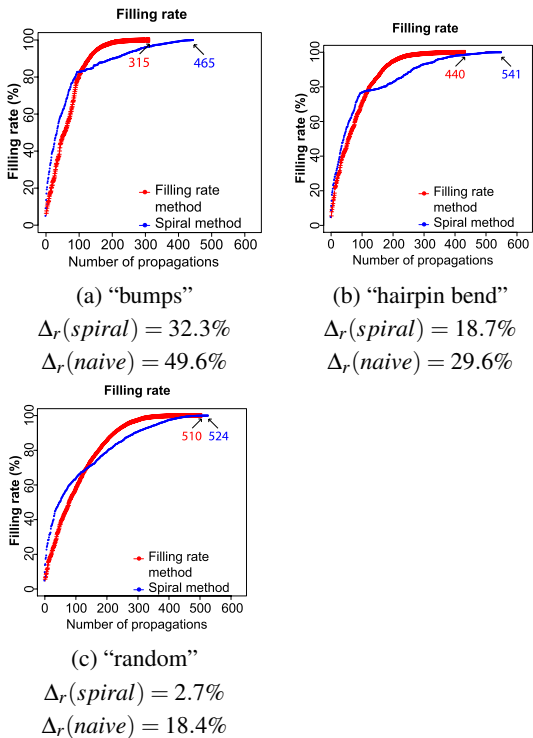 Filling rate
Filling rate (%)
0
20
40
60
80
100
315
465
Filling rate
method
Spiral method
0 100 200 300 400 500 600
Number of propagations
(a) “bumps”
Δr(spiral) = 32.3%
Δr(naive) = 49.6%
Filling rate
Filling rate (%)
0
20
40
60
80
100
440
541
Filling rate
method
Spiral method
0 100 200 300 400 500 600
Number of propagations
(b) “hairpin bend”
Δr(spiral) = 18.7%
Δr(naive) = 29.6%
Filling rate
Filling rate (%)
0
20
40
60
80
100
510 524
Filling rate
method
Spiral method
0 100 200 300 400 500 600
Number of propagations
(c) “random”
Δr(spiral) = 2.7%
Δr(naive) = 18.4%